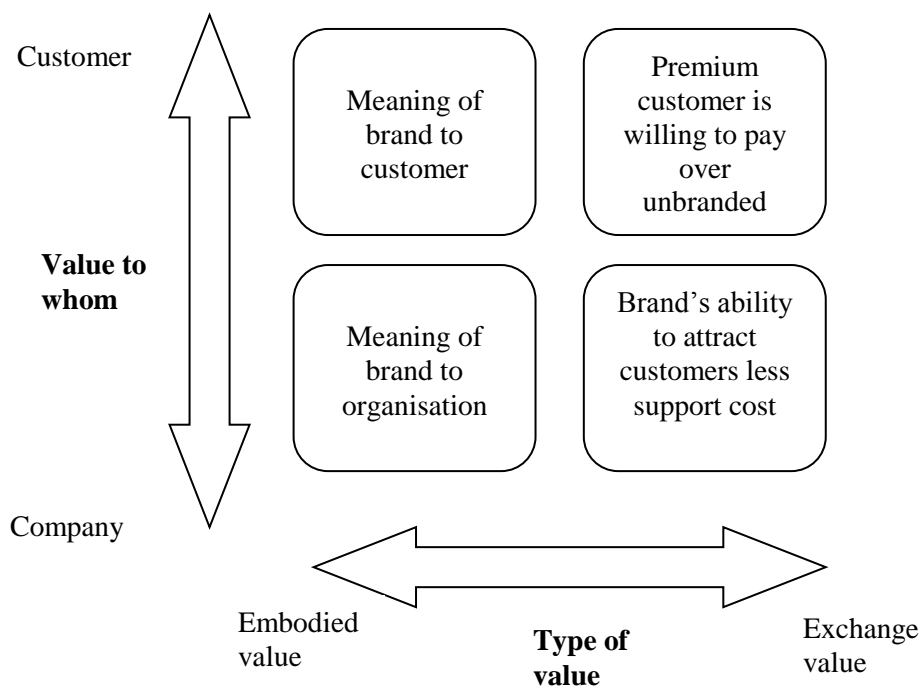 Customer
Meaning of
brand to
customer
Premium
customer is
willing to pay
over
unbranded
Value to
whom
Meaning of
brand to
organisation
Brand’s ability
to attract
customers less
support cost
Company
Embodied
value
Type of
value
Exchange
value